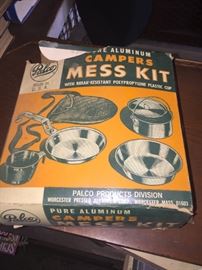 PURE ALUMINUM
CAMPERS
Palco
MESS KIT
WITH BREAK-RESISTANT POLYPROPYLENE PLASTIC CUP
PALCO PRODUCTS DIVISION
WORCESTER PRESSED ALUMINUM CORP., WORCESTER, MASS. 01603
Palco
PURE ALUMINUM
CAMPERS
MESS KIT